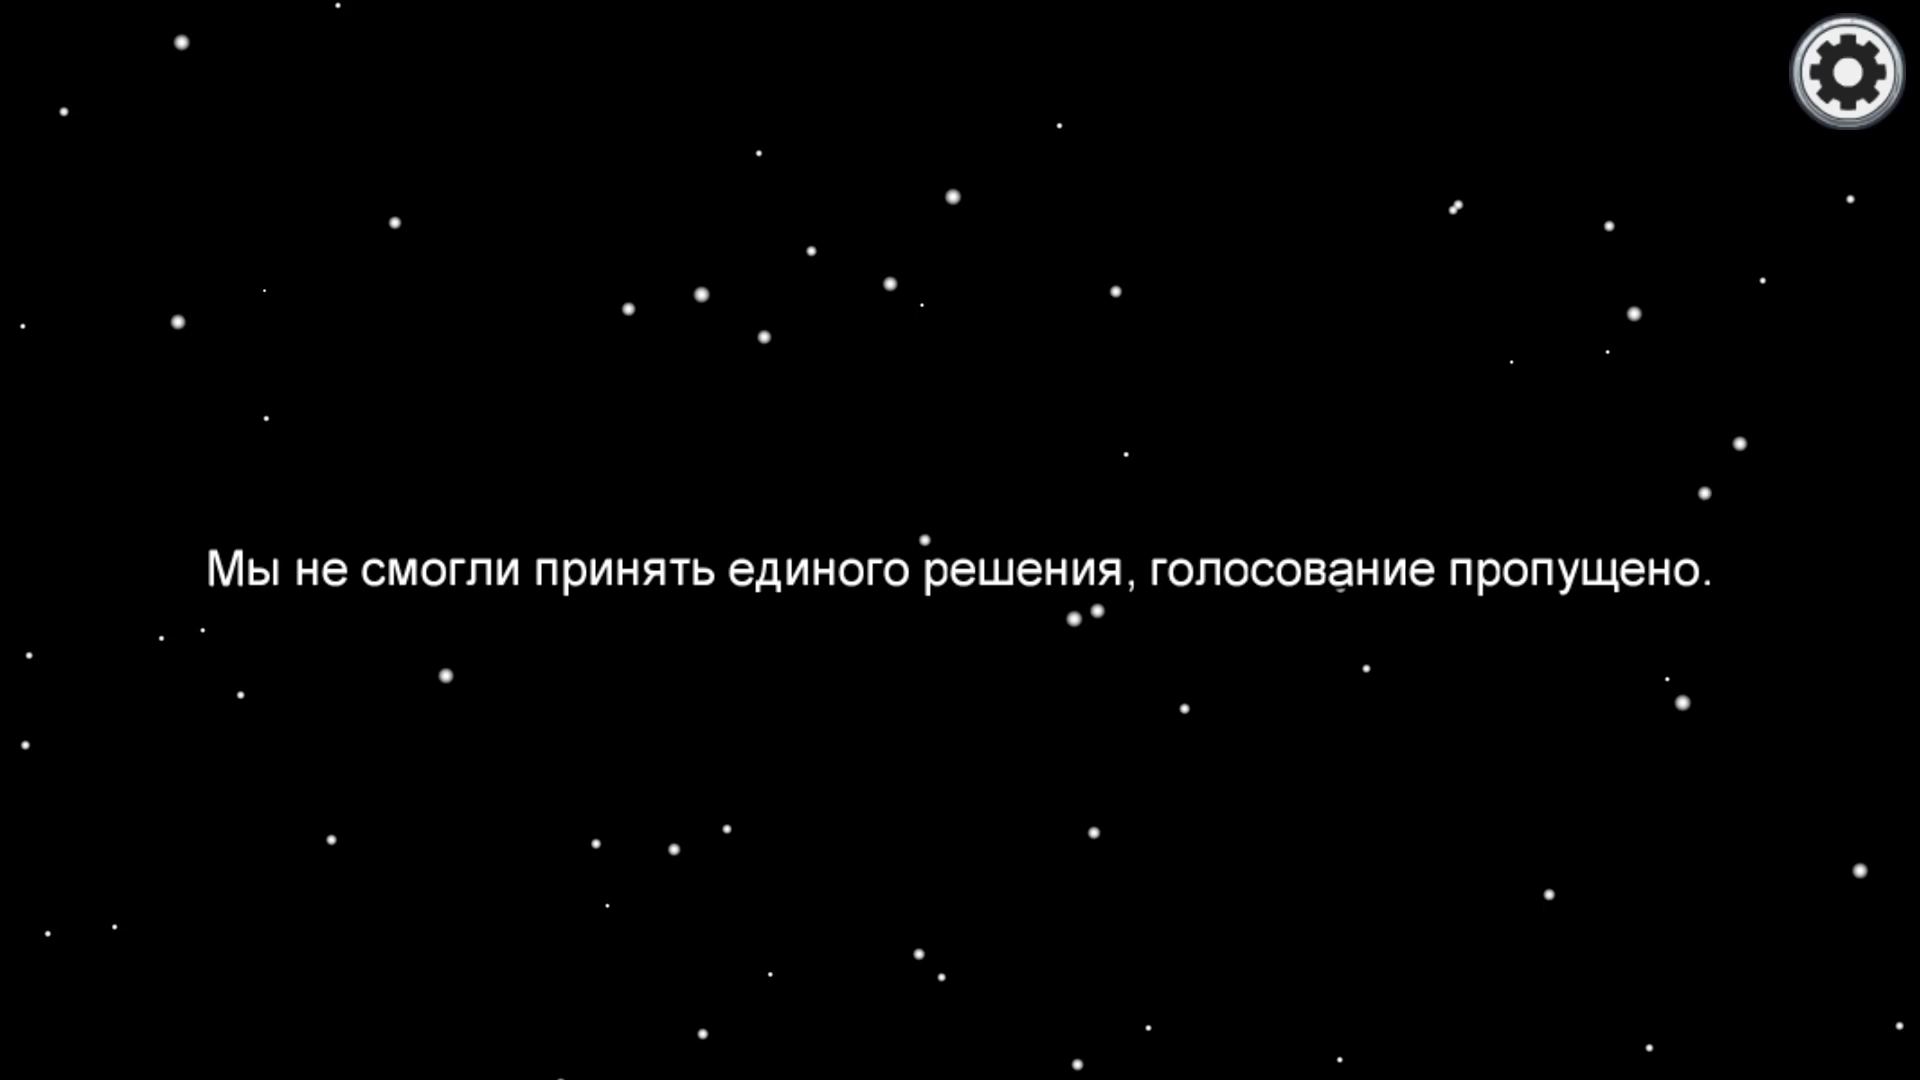 Мы не смогли принять единого решения, голосование пропущено.